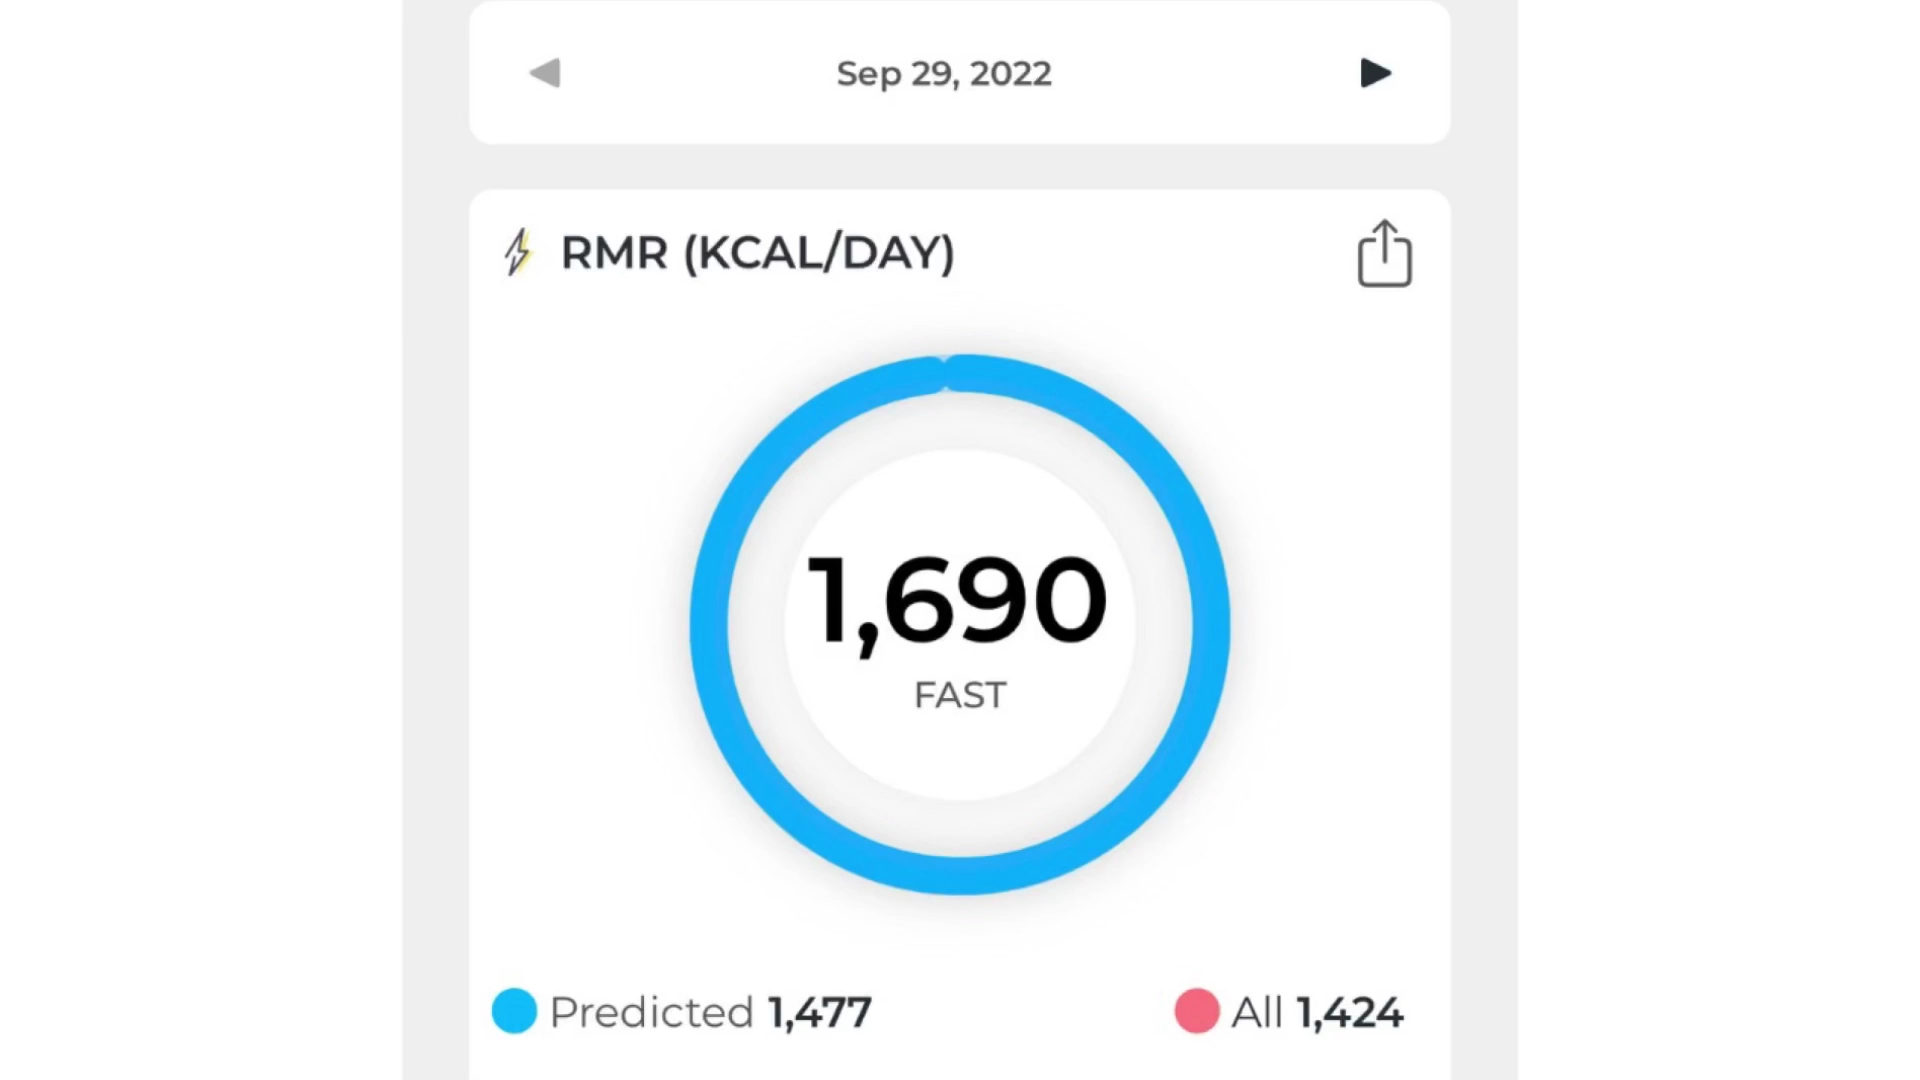 Sep 29, 2022
RMR (KCAL/DAY)
1,690
FAST
Predicted 1,477
All 1,424